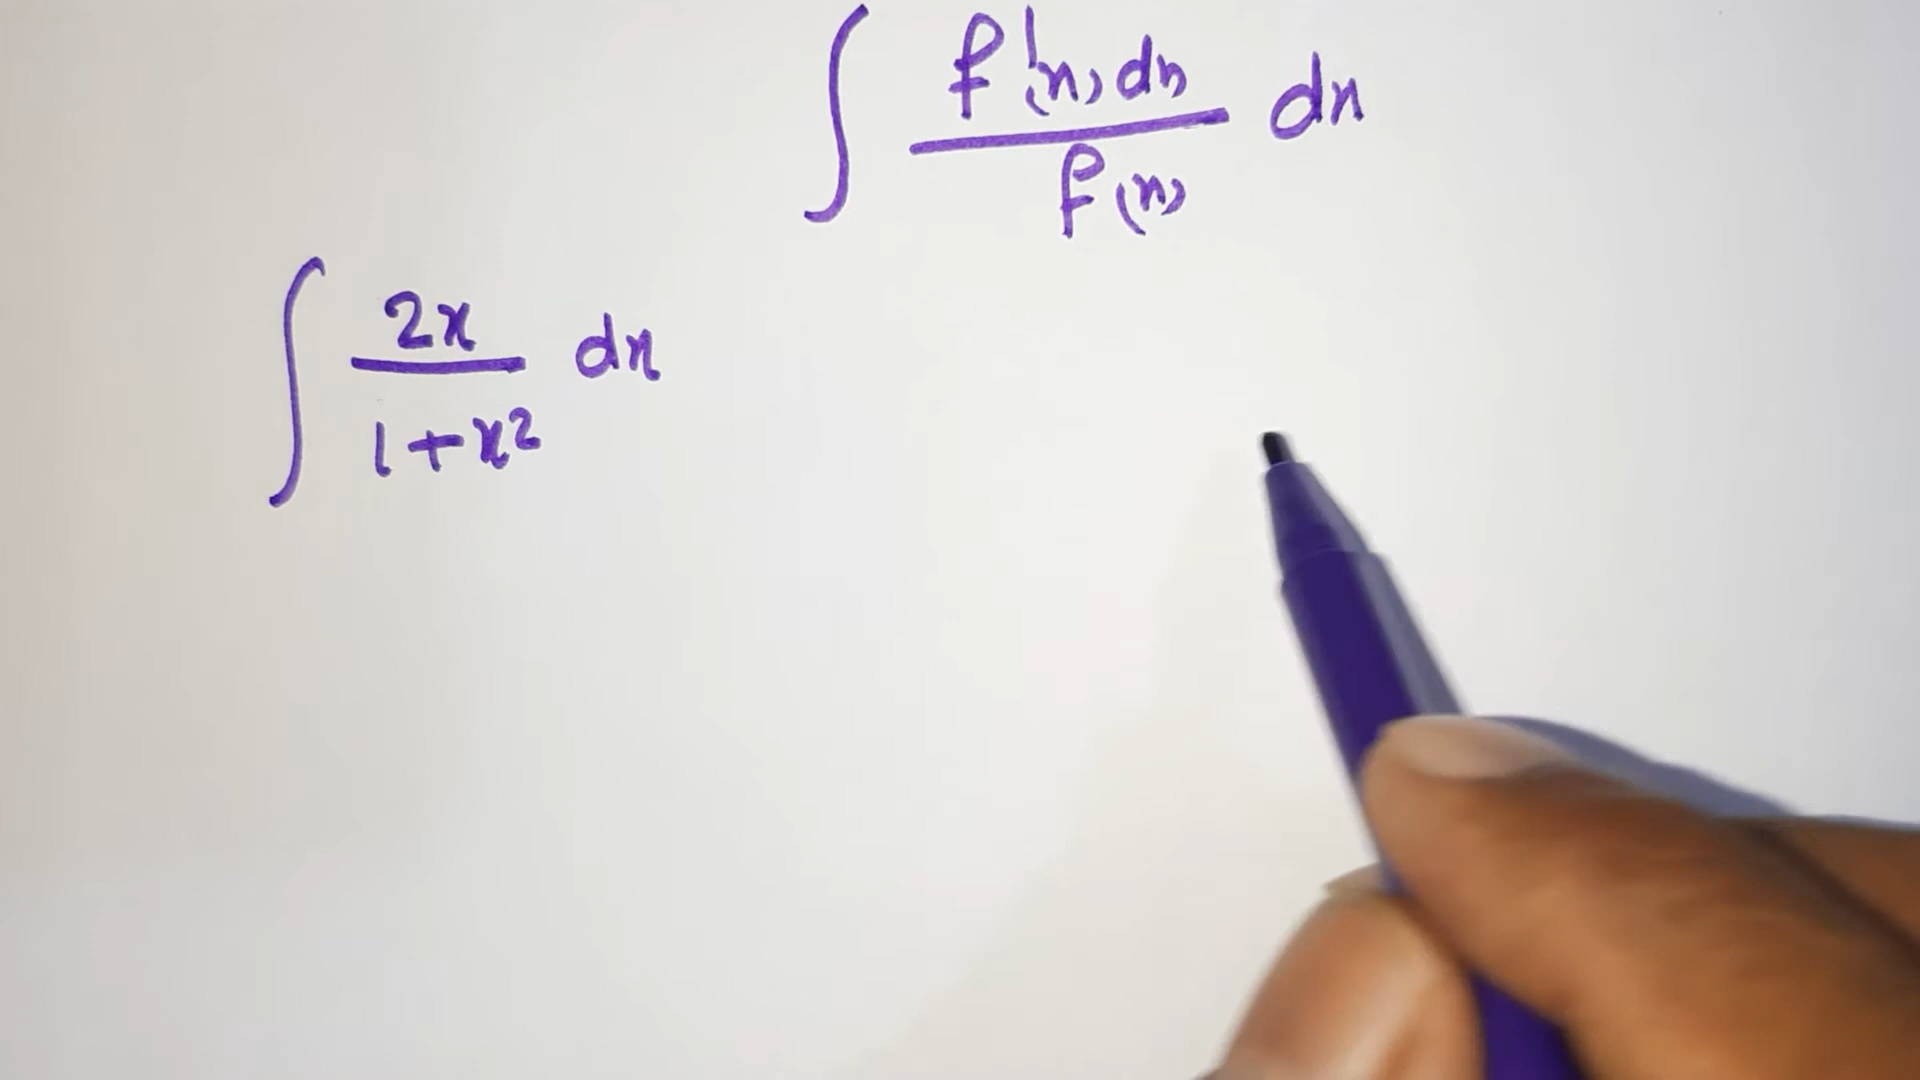 ∫ f'(x) dx / f(x) dx
∫ 2x / 1+x² dx